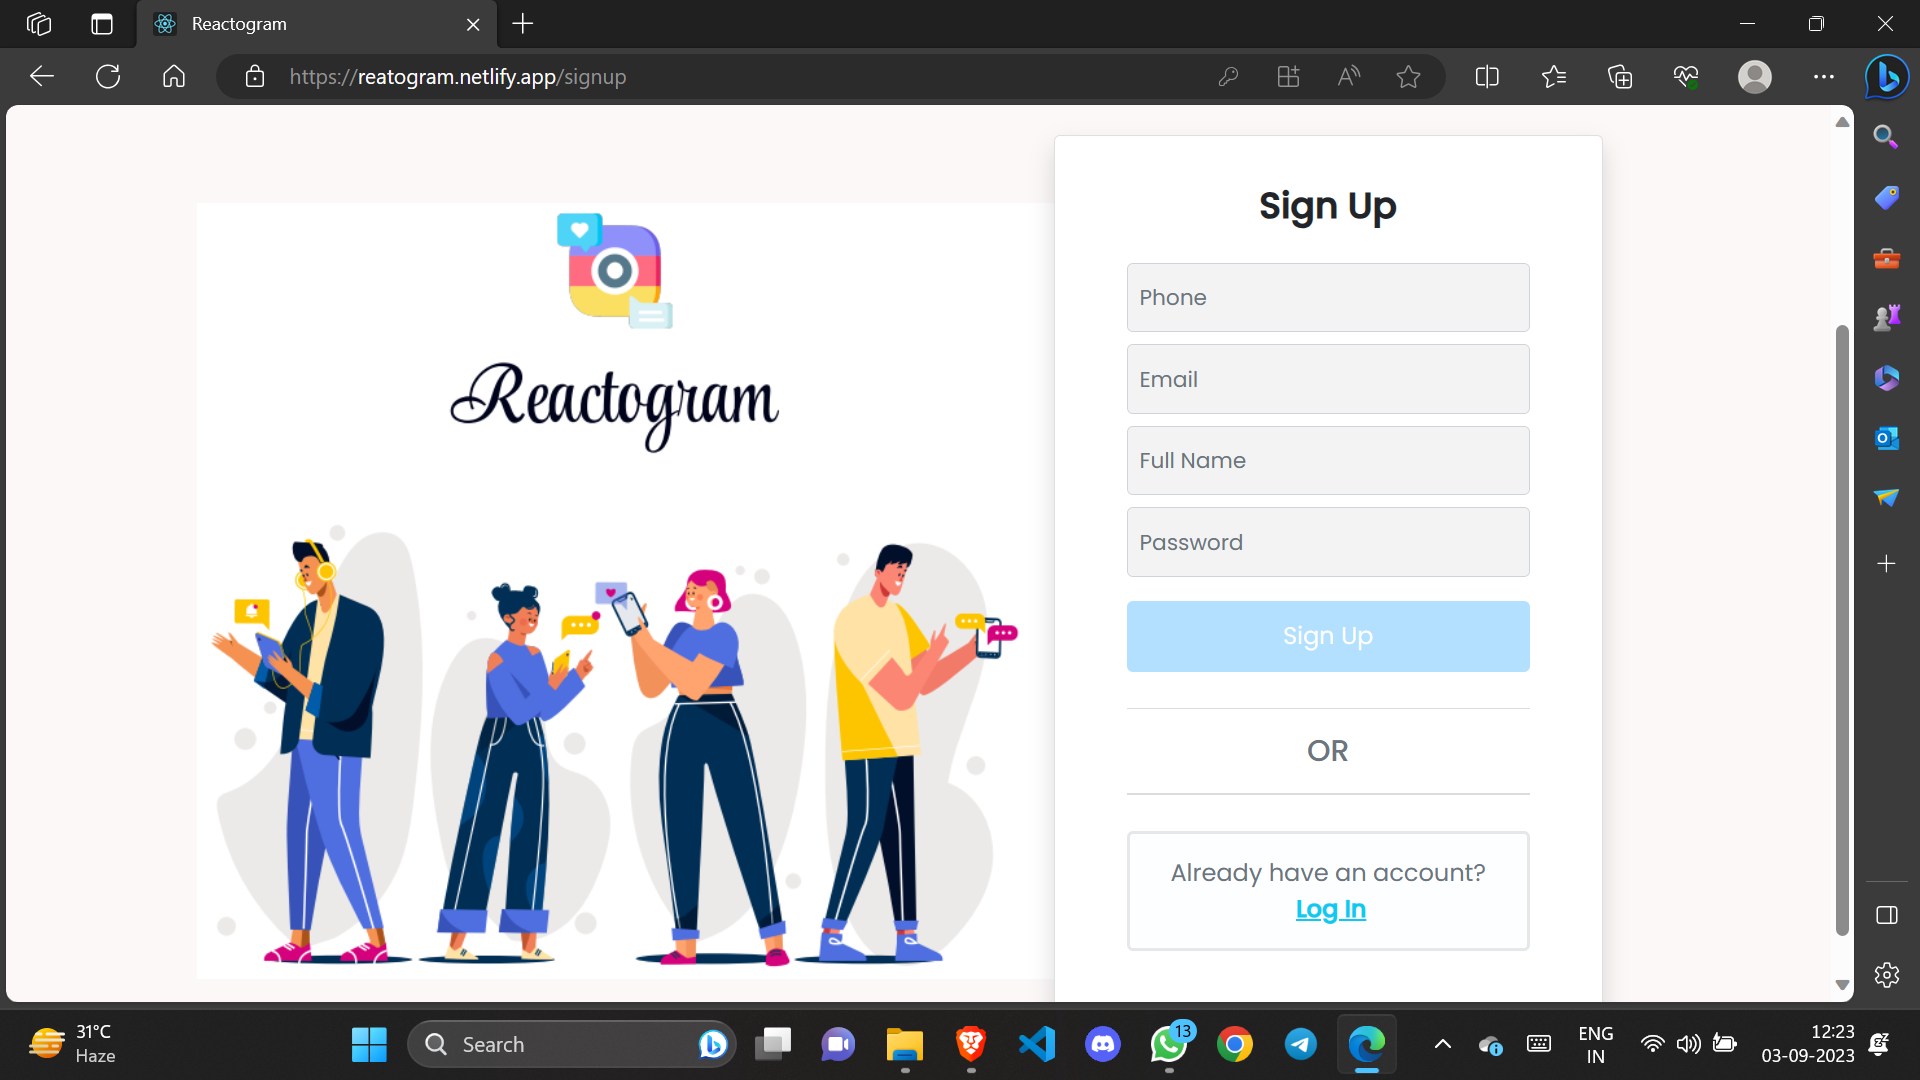 Reactogram
https://reatogram.netlify.app/signup
Reactogram
Sign Up
Phone
Email
Full Name
Password
Sign Up
OR
Already have an account?
Log In
31°C
Haze
Search
13
ENG
IN
12:23
03-09-2023